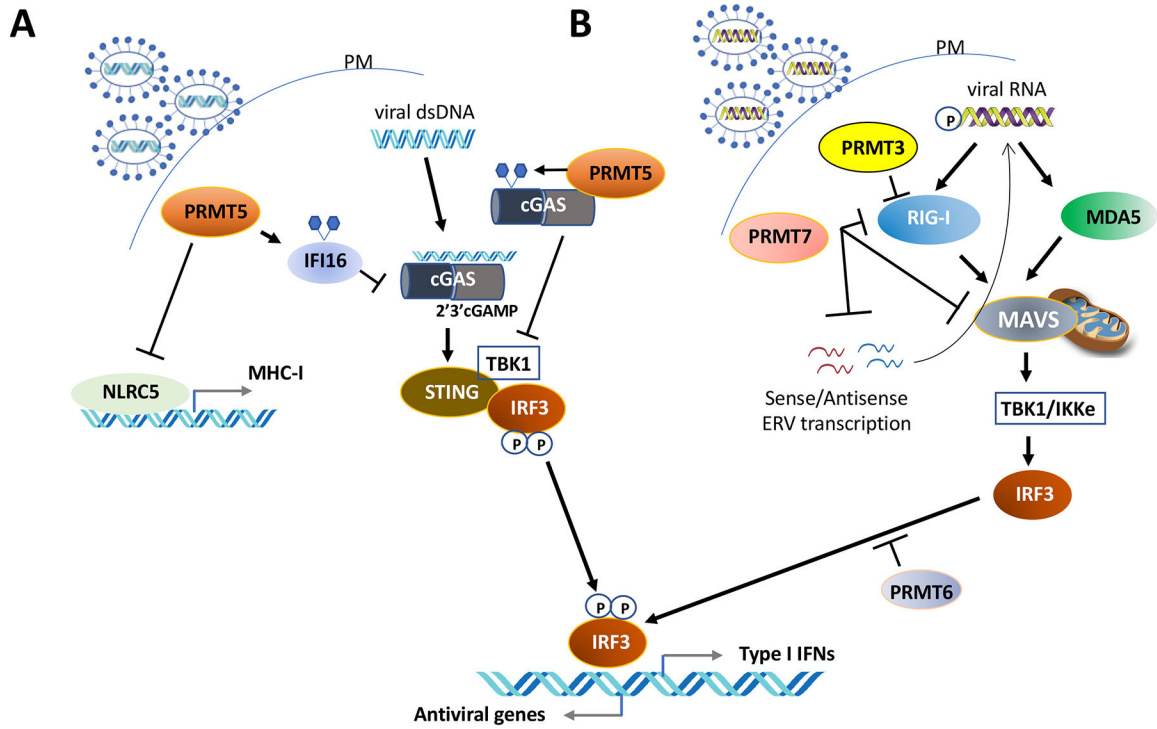 A
PM
viral dsDNA
PRMT5
cGAS
PRMT5
IFI16
cGAS
2'3'cGAMP
NLRC5
MHC-I
TBK1
STING
IRF3
P P
P P
IRF3
Type I IFNs
Antiviral genes
B
PM
viral RNA
P
PRMT3
RIG-I
MDA5
PRMT7
MAVS
Sense/Antisense
ERV transcription
TBK1/IKKe
IRF3
PRMT6